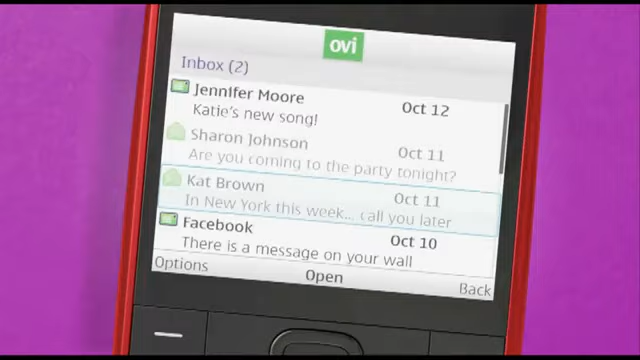 ovi
Inbox (2)
Jennifer Moore Oct 12
Katie's new song!
Sharon Johnson Oct 11
Are you coming to the party tonight?
Kat Brown Oct 11
In New York this week... call you later
Facebook Oct 10
There is a message on your wall
Options Open Back